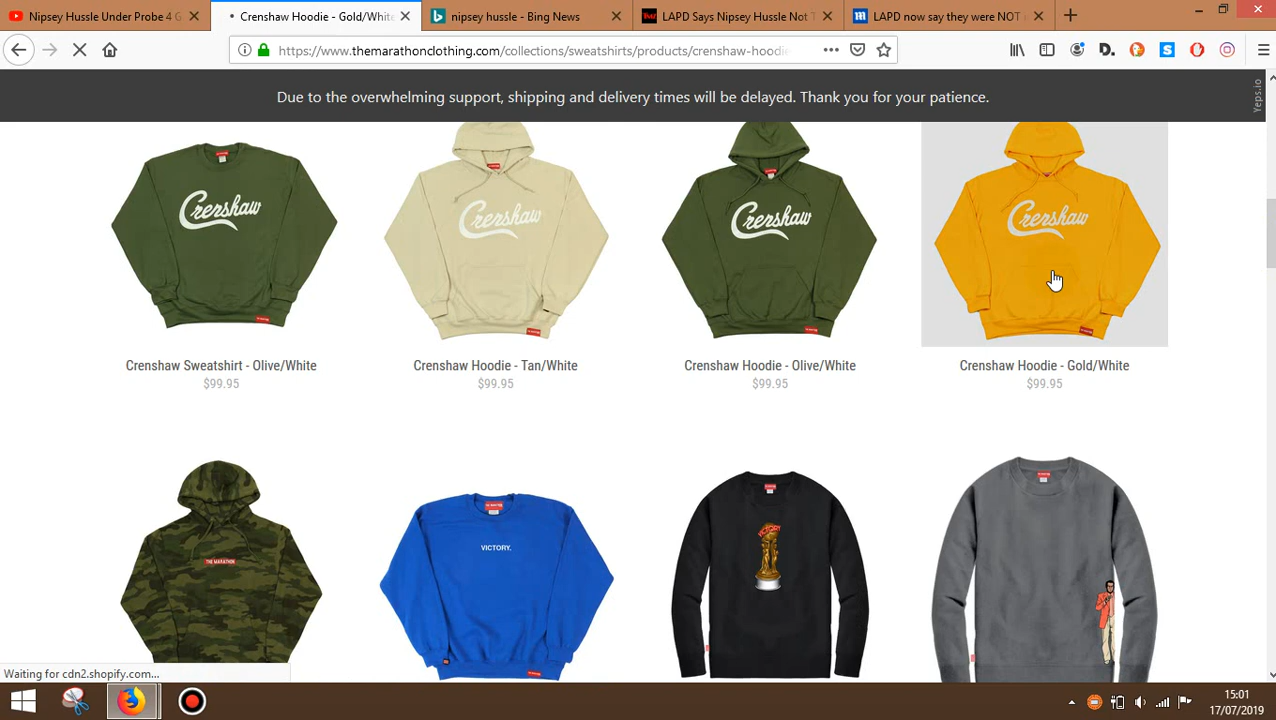 Nipsey Hussle Under Probe 4 G
Crenshaw Hoodie - Gold/White
nipsey hussle - Bing News
LAPD Says Nipsey Hussle Not T
LAPD now say they were NOT
https://www.themarathonclothing.com/collections/sweatshirts/products/crenshaw-hoodie
Due to the overwhelming support, shipping and delivery times will be delayed. Thank you for your patience.
Yeps.io
Crenshaw
Crenshaw
Crenshaw
Crenshaw
Crenshaw Sweatshirt - Olive/White
$99.95
Crenshaw Hoodie - Tan/White
$99.95
Crenshaw Hoodie - Olive/White
$99.95
Crenshaw Hoodie - Gold/White
$99.95
THE MARATHON
VICTORY.
VICTORY
Waiting for cdn2.shopify.com...
15:01
17/07/2019